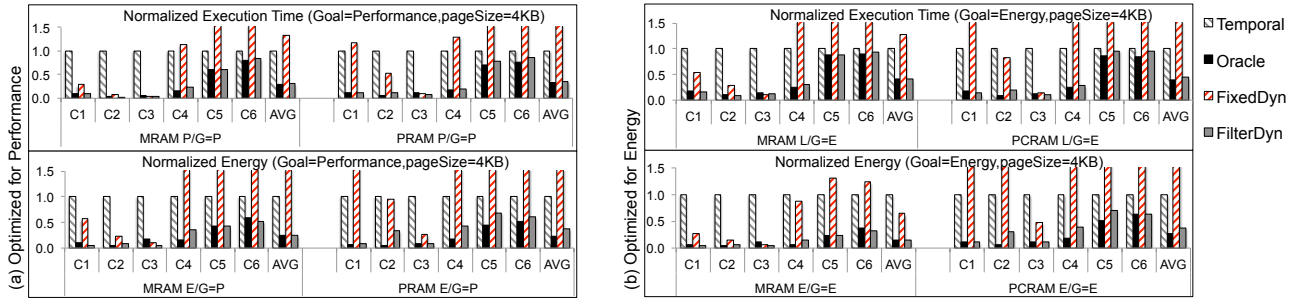 (a) Optimized for Performance
Normalized Execution Time (Goal=Performance,pageSize=4KB)
1.5
1.0
0.5
0.0
C1 C2 C3 C4 C5 C6 AVG C1 C2 C3 C4 C5 C6 AVG
MRAM P/G=P PRAM P/G=P
Normalized Energy (Goal=Performance,pageSize=4KB)
1.5
1.0
0.5
0.0
C1 C2 C3 C4 C5 C6 AVG C1 C2 C3 C4 C5 C6 AVG
MRAM E/G=P PRAM E/G=P
(b) Optimized for Energy
Normalized Execution Time (Goal=Energy,pageSize=4KB)
1.5
1.0
0.5
0.0
C1 C2 C3 C4 C5 C6 AVG C1 C2 C3 C4 C5 C6 AVG
MRAM L/G=E PCRAM L/G=E
Normalized Energy (Goal=Energy,pageSize=4KB)
1.5
1.0
0.5
0.0
C1 C2 C3 C4 C5 C6 AVG C1 C2 C3 C4 C5 C6 AVG
MRAM E/G=E PCRAM E/G=E
Temporal
Oracle
FixedDyn
FilterDyn